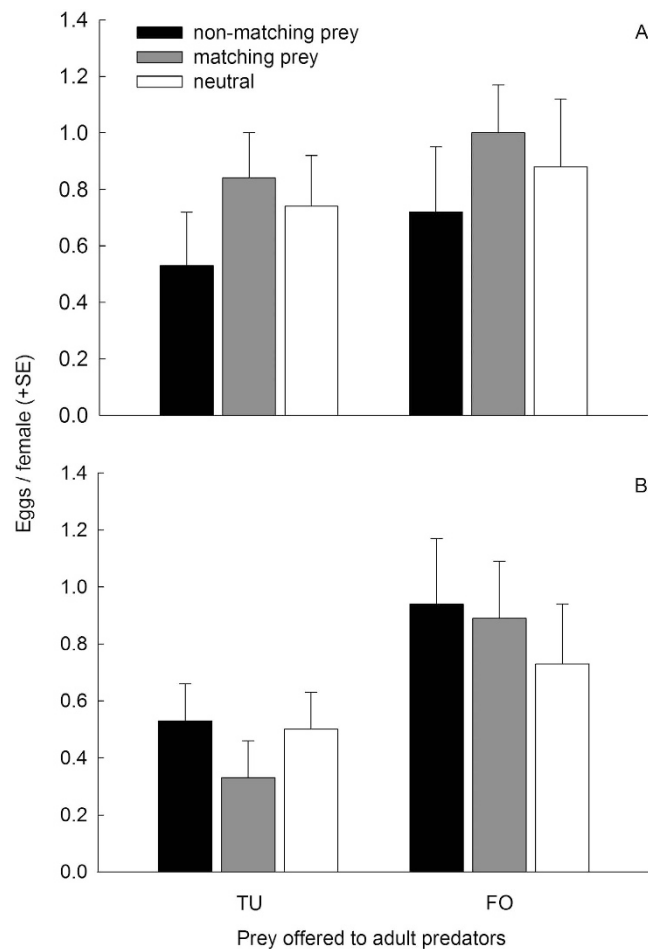 1.4
A
non-matching prey
matching prey
neutral
1.2
1.0
0.8
0.6
0.4
0.2
0.0
Eggs / female (+SE)
1.4
B
1.2
1.0
0.8
0.6
0.4
0.2
0.0
TU FO
Prey offered to adult predators